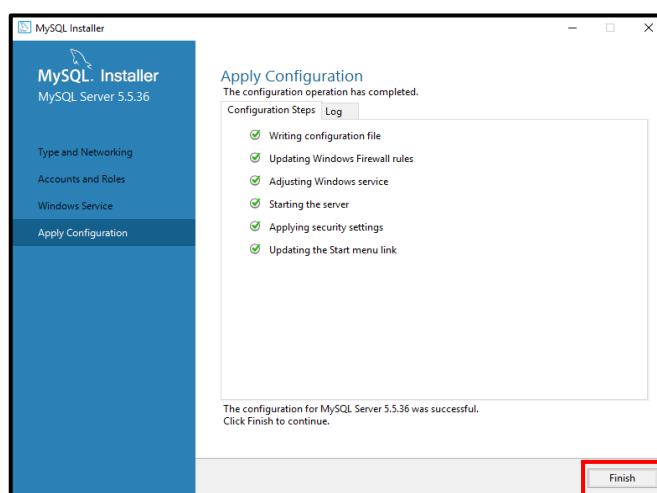 MySQL Installer
MySQL. Installer
MySQL Server 5.5.36
Type and Networking
Accounts and Roles
Windows Service
Apply Configuration
Apply Configuration
The configuration operation has completed.
Configuration Steps Log
Writing configuration file
Updating Windows Firewall rules
Adjusting Windows service
Starting the server
Applying security settings
Updating the Start menu link
The configuration for MySQL Server 5.5.36 was successful.
Click Finish to continue.
Finish